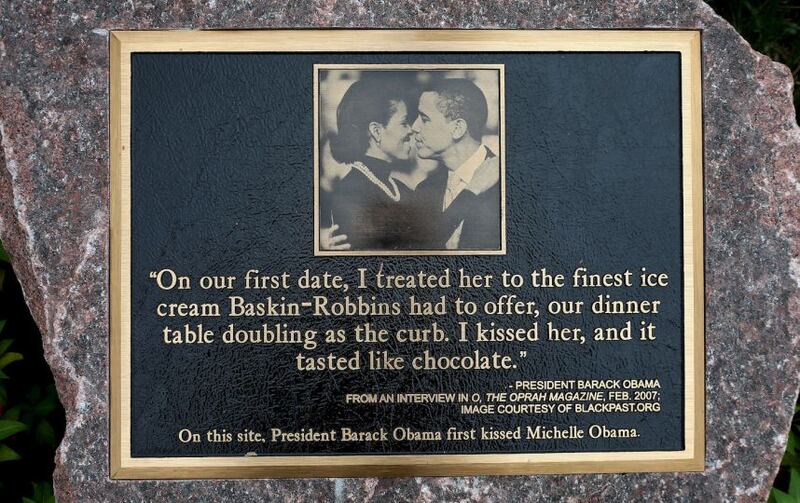 “On our first date, I treated her to the finest ice
cream Baskin-Robbins had to offer, our dinner
table doubling as the curb. I kissed her, and it
tasted like chocolate.”
- PRESIDENT BARACK OBAMA
FROM AN INTERVIEW IN O, THE OPRAH MAGAZINE, FEB. 2007;
IMAGE COURTESY OF BLACKPAST.ORG
On this site, President Barack Obama first kissed Michelle Obama.